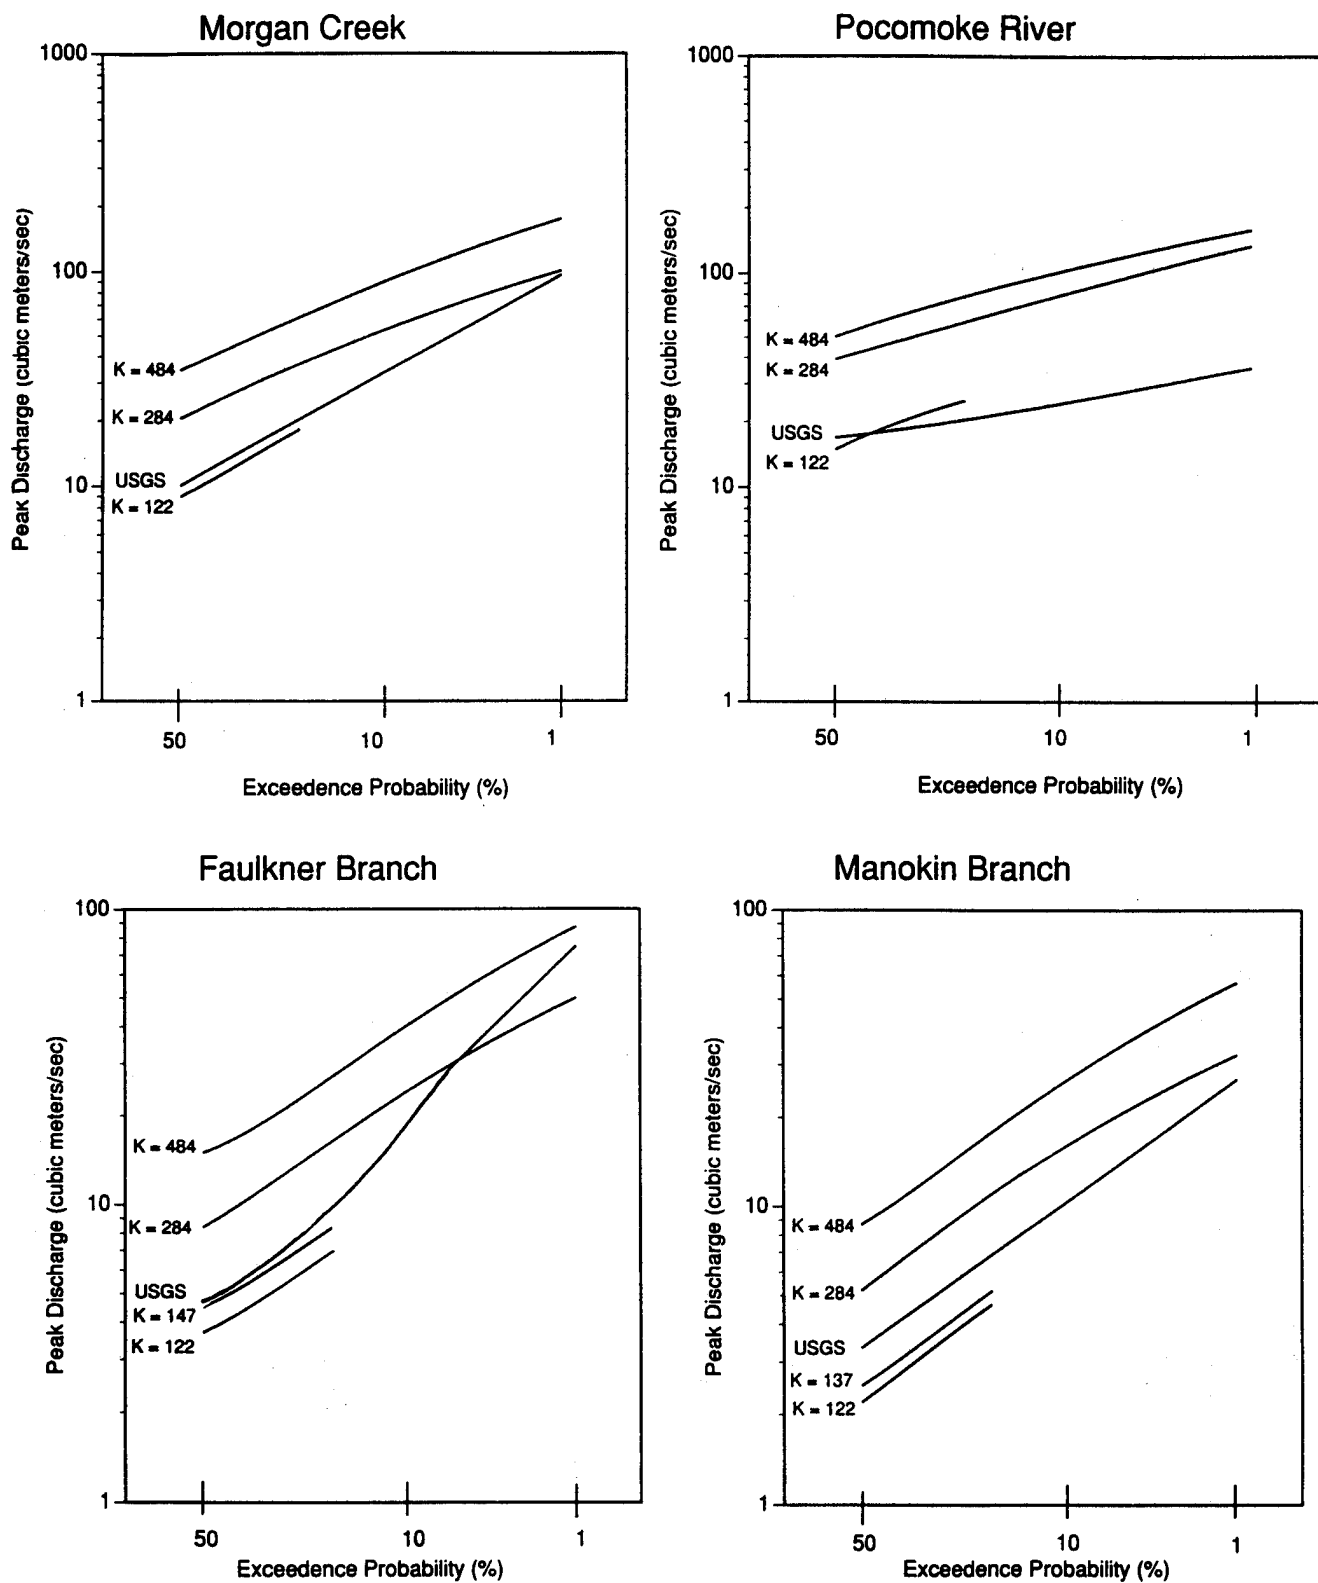 Morgan Creek
1000
100
10
1
Peak Discharge (cubic meters/sec)
K = 484
K = 284
USGS
K = 122
50 10 1
Exceedence Probability (%)
Pocomoke River
1000
100
10
1
Peak Discharge (cubic meters/sec)
K = 484
K = 284
USGS
K = 122
50 10 1
Exceedence Probability (%)
Faulkner Branch
100
10
1
Peak Discharge (cubic meters/sec)
K = 484
K = 284
USGS
K = 147
K = 122
50 10 1
Exceedence Probability (%)
Manokin Branch
100
10
1
Peak Discharge (cubic meters/sec)
K = 484
K = 284
USGS
K = 137
K = 122
50 10 1
Exceedence Probability (%)